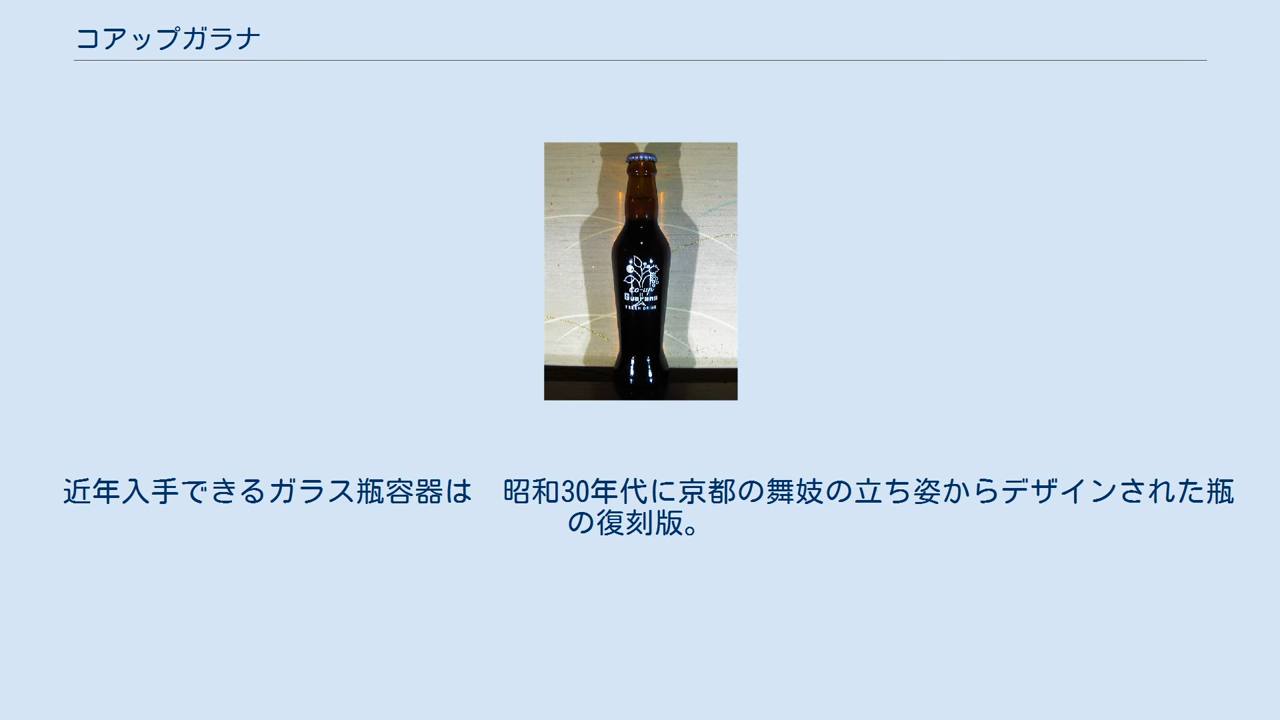 コアップガラナ
co-up
Guarana
FRESH DRINK
近年入手できるガラス瓶容器は　昭和30年代に京都の舞妓の立ち姿からデザインされた瓶
の復刻版。